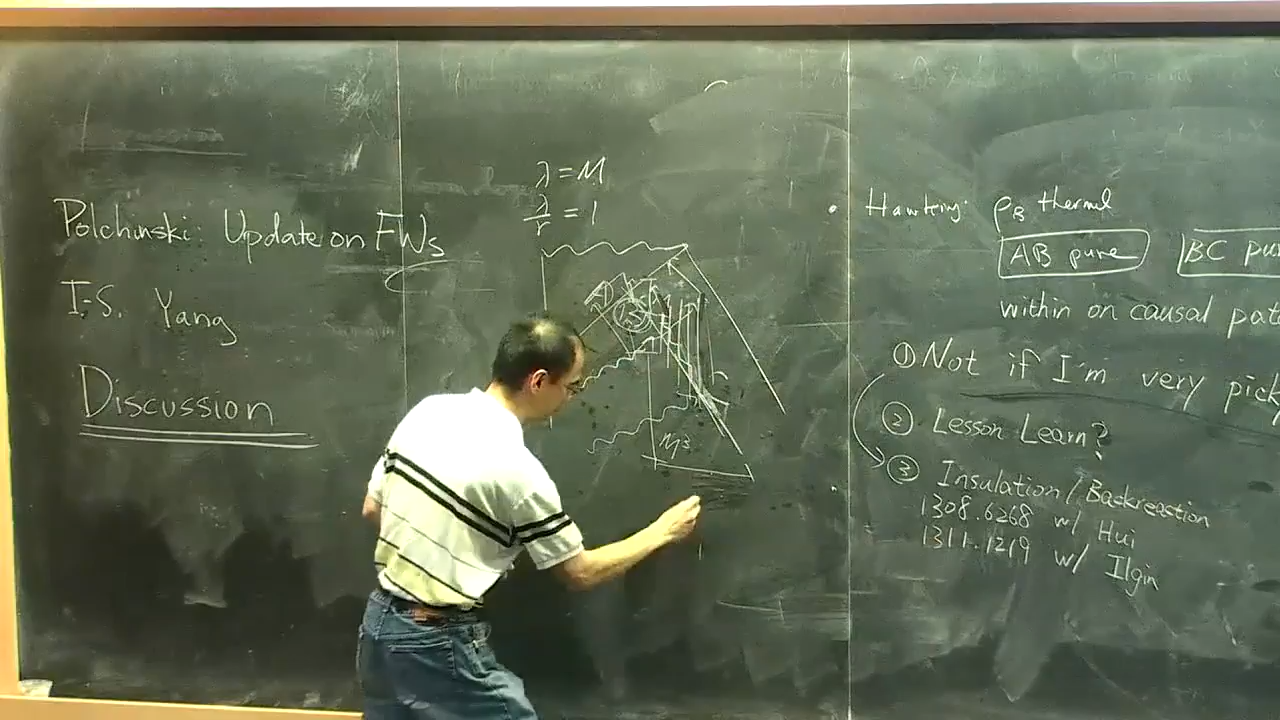 Polchinski: Update on FWs
I-S. Yang
Discussion
λ = M
λ/r = 1
M³
• Hawking: ρB thermal
AB pure BC pu
within on causal pat
① Not if I'm very pick
② Lesson Learn?
③ Insulation / Backreaction
1308.6268 w/ Hui
1311.1219 w/ Ilgin